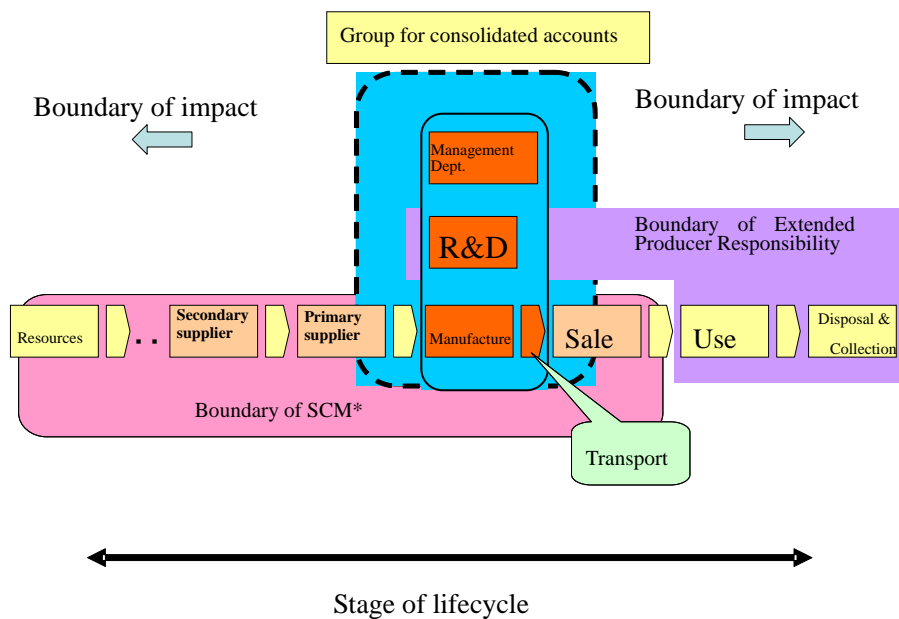 Group for consolidated accounts
Boundary of impact
Boundary of impact
Management
Dept.
R&D
Boundary of Extended
Producer Responsibility
Resources
. .
Secondary
supplier
Primary
supplier
Manufacture
Sale
Use
Disposal &
Collection
Boundary of SCM*
Transport
Stage of lifecycle